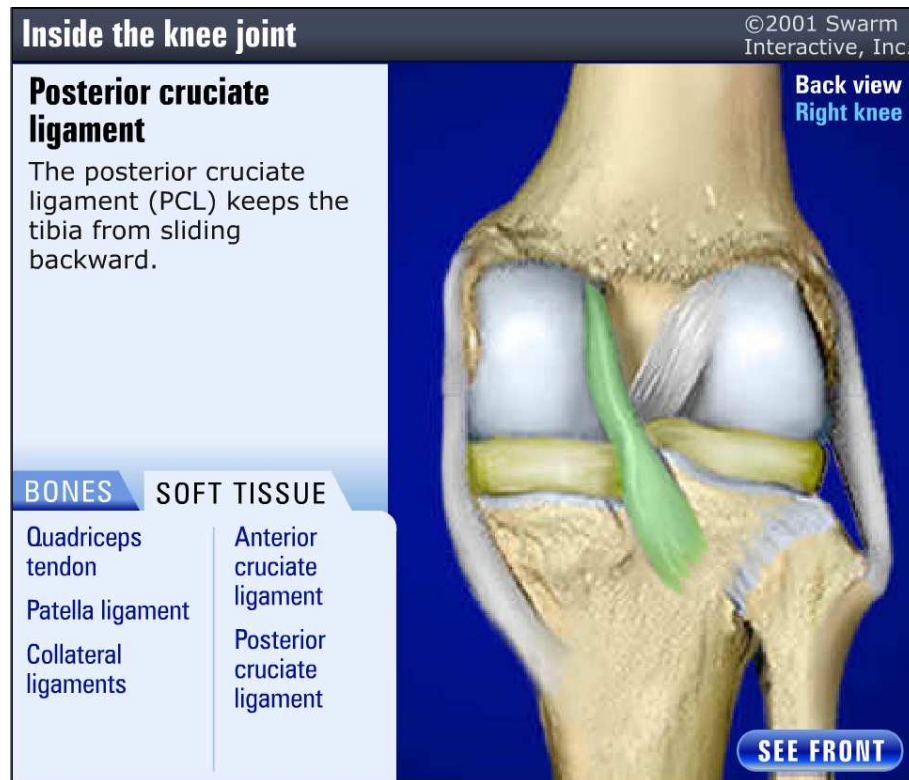 Inside the knee joint
©2001 Swarm
Interactive, Inc.
Posterior cruciate
ligament
The posterior cruciate
ligament (PCL) keeps the
tibia from sliding
backward.
Back view
Right knee
BONES
SOFT TISSUE
Quadriceps
tendon
Patella ligament
Collateral
ligaments
Anterior
cruciate
ligament
Posterior
cruciate
ligament
SEE FRONT